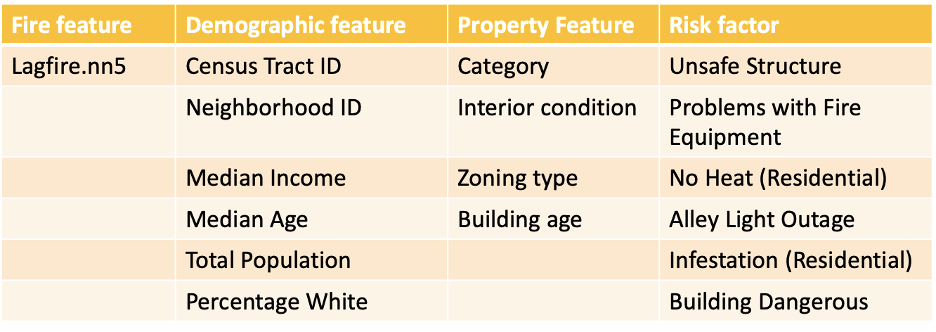 Fire feature Demographic feature Property Feature Risk factor
Lagfire.nn5 Census Tract ID Category Unsafe Structure
Neighborhood ID Interior condition Problems with Fire
Equipment
Median Income Zoning type No Heat (Residential)
Median Age Building age Alley Light Outage
Total Population Infestation (Residential)
Percentage White Building Dangerous